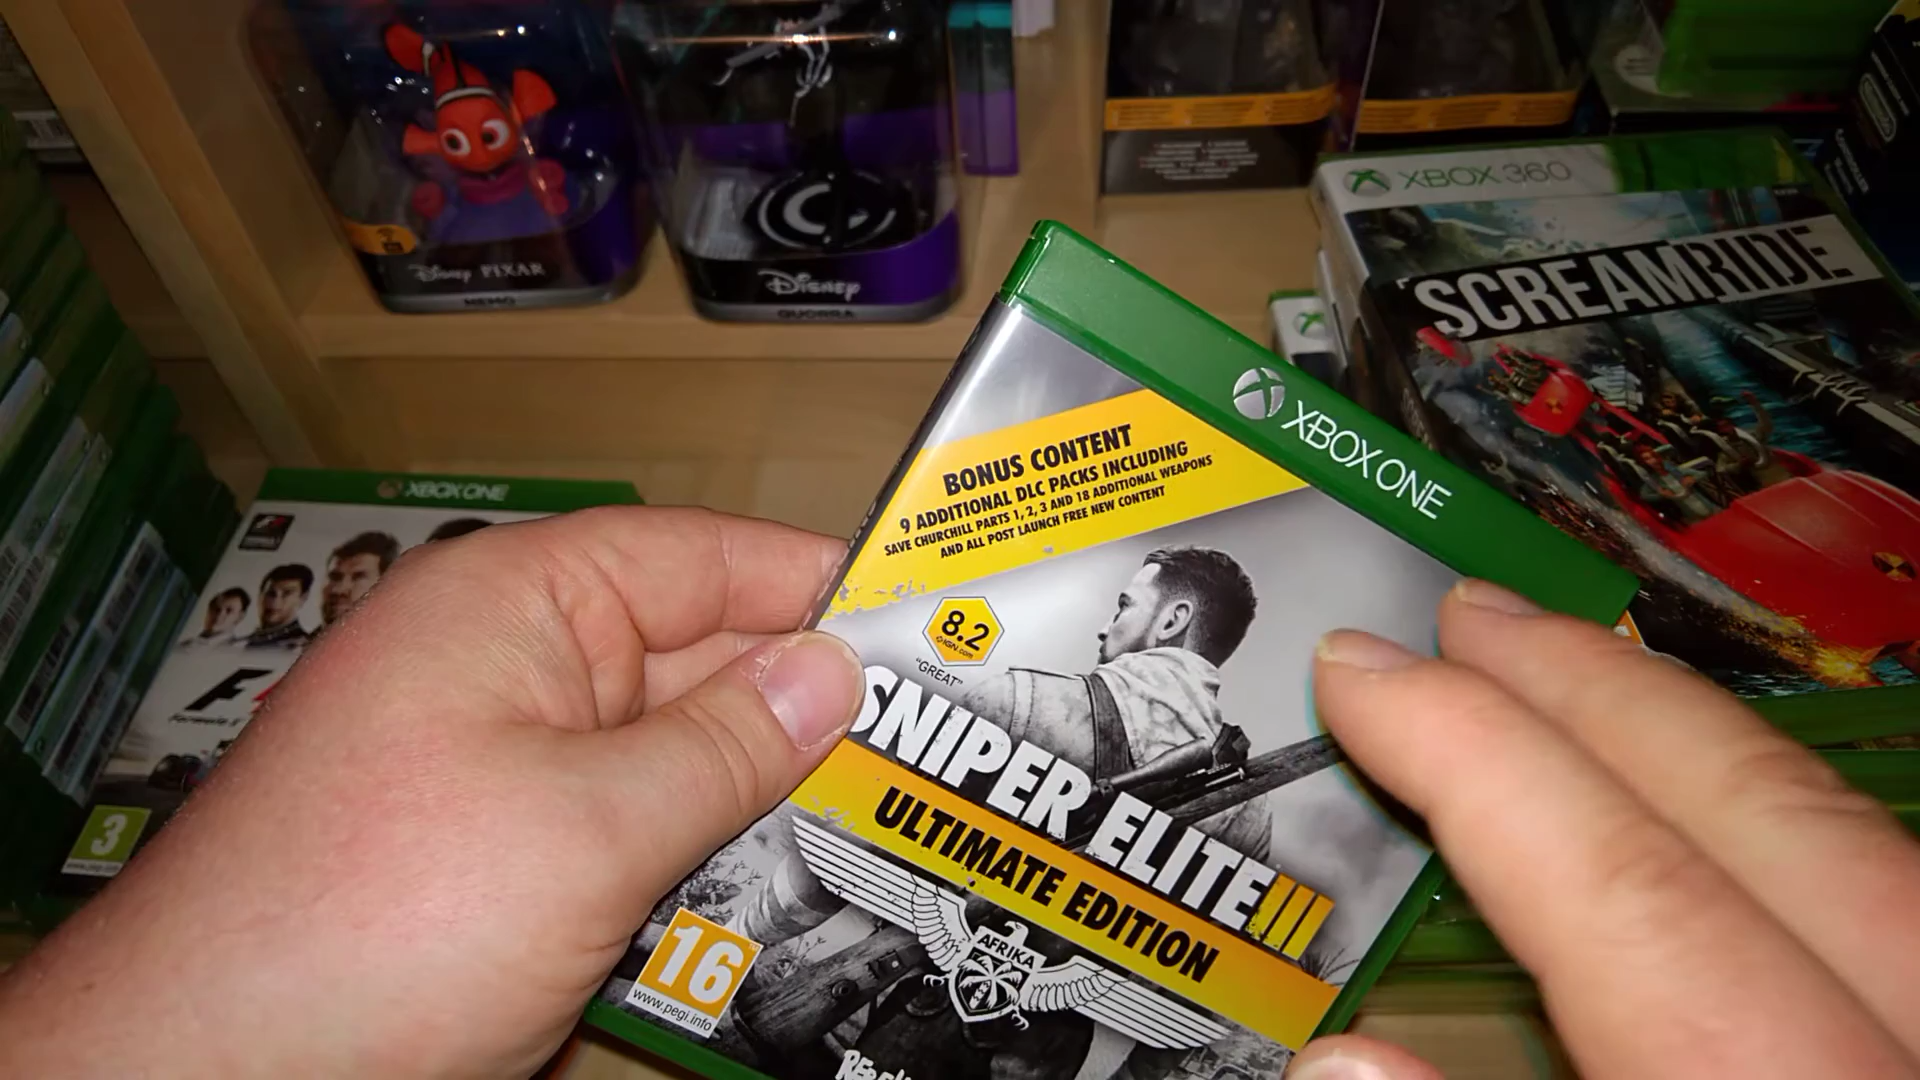 Disney PIXAR
NEMO
Disney
QUORRA
XBOX 360
SCREAMRIDE
XBOX ONE
BONUS CONTENT
9 ADDITIONAL DLC PACKS INCLUDING
SAVE CHURCHILL PARTS 1, 2, 3 AND 18 ADDITIONAL WEAPONS
AND ALL POST LAUNCH FREE NEW CONTENT
8.2
IGN.com
"GREAT"
SNIPER ELITE III
ULTIMATE EDITION
AFRIKA
16
www.pegi.info
XBOX ONE
3